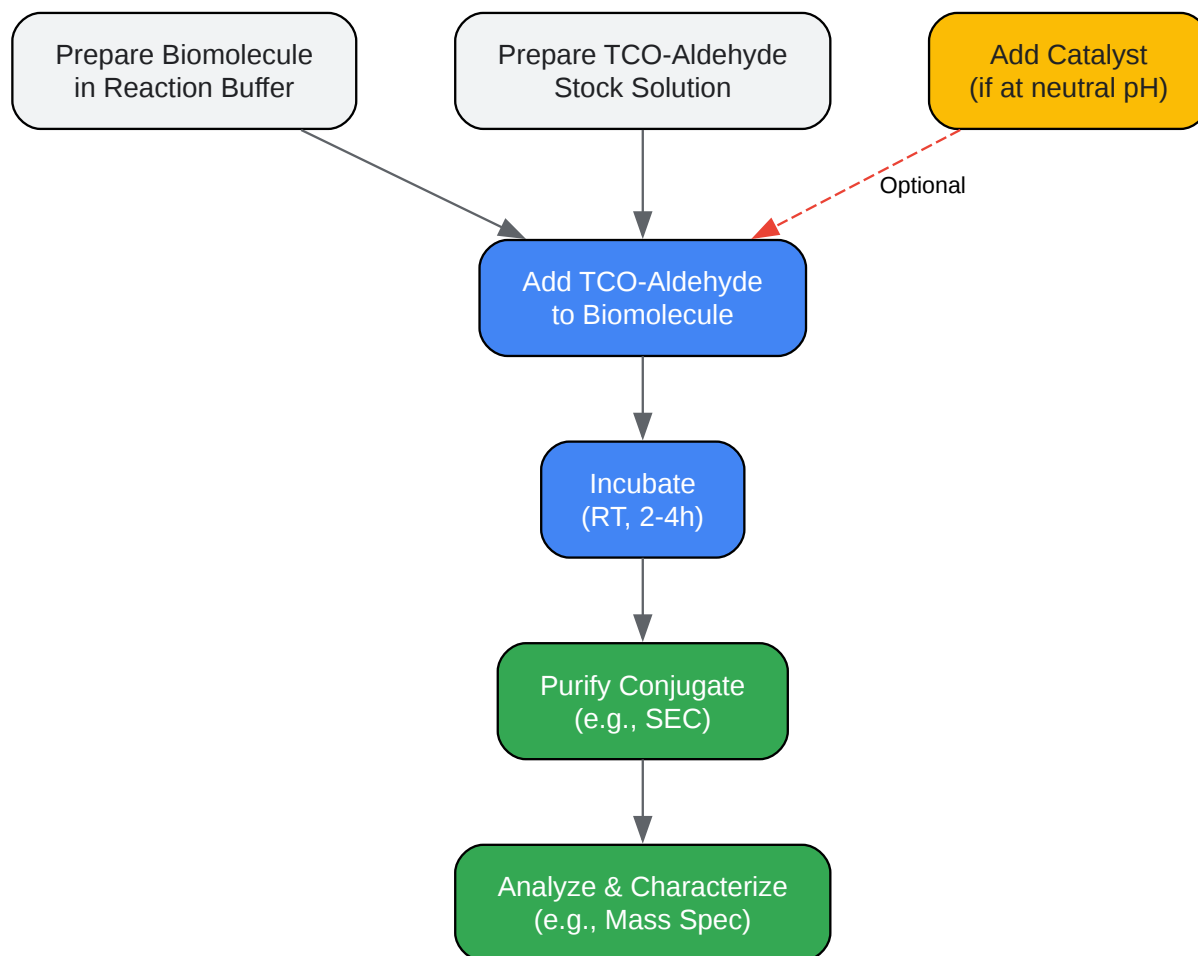 Prepare Biomolecule
in Reaction Buffer
Prepare TCO-Aldehyde
Stock Solution
Add Catalyst
(if at neutral pH)
Optional
Add TCO-Aldehyde
to Biomolecule
Incubate
(RT, 2-4h)
Purify Conjugate
(e.g., SEC)
Analyze & Characterize
(e.g., Mass Spec)